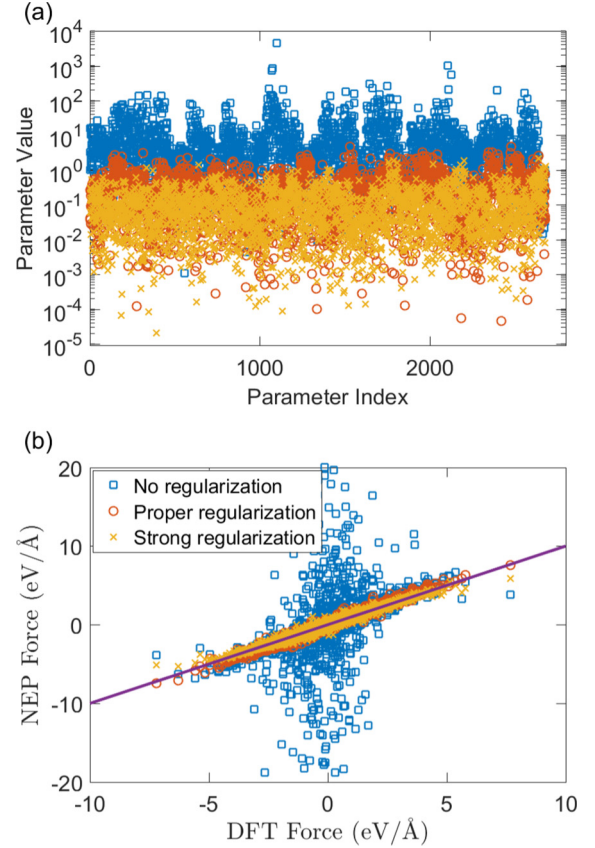 (a)
10^4
10^3
10^2
10^1
10^0
10^-1
10^-2
10^-3
10^-4
10^-5
Parameter Value
0 1000 2000
Parameter Index
(b)
No regularization
Proper regularization
Strong regularization
20
10
0
-10
-20
NEP Force (eV/Å)
-10 -5 0 5 10
DFT Force (eV/Å)